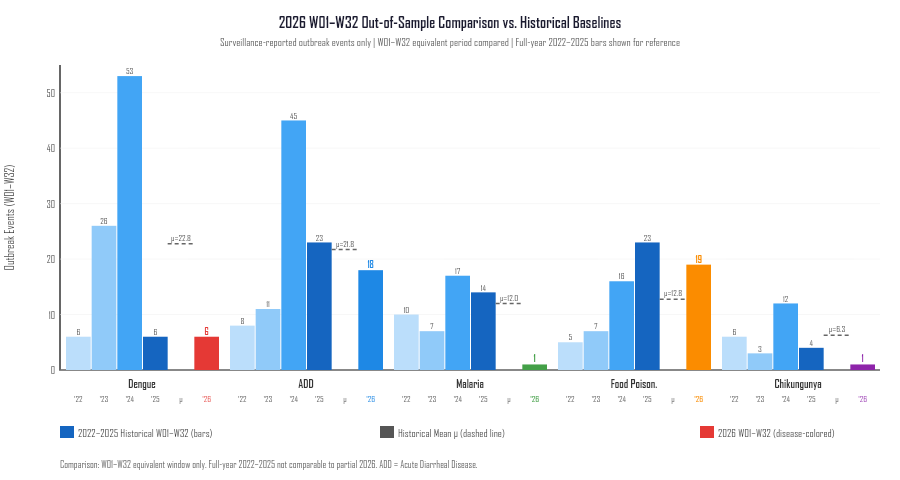 2026 W01–W32 Out-of-Sample Comparison vs. Historical Baselines
Surveillance-reported outbreak events only | W01–W32 equivalent period compared | Full-year 2022–2025 bars shown for reference
Outbreak Events (W01–W32)
50
40
30
20
10
0
6 26 53 6 μ=22.8 6
8 11 45 23 μ=21.8 18
10 7 17 14 μ=12.0 1
5 7 16 23 μ=12.8 19
6 3 12 4 μ=6.3 1
Dengue ADD Malaria Food Poison. Chikungunya
'22 '23 '24 '25 μ '26 '22 '23 '24 '25 μ '26 '22 '23 '24 '25 μ '26 '22 '23 '24 '25 μ '26 '22 '23 '24 '25 μ '26
2022–2025 Historical W01–W32 (bars) Historical Mean μ (dashed line) 2026 W01–W32 (disease-colored)
Comparison: W01–W32 equivalent window only. Full-year 2022–2025 not comparable to partial 2026. ADD = Acute Diarrheal Disease.